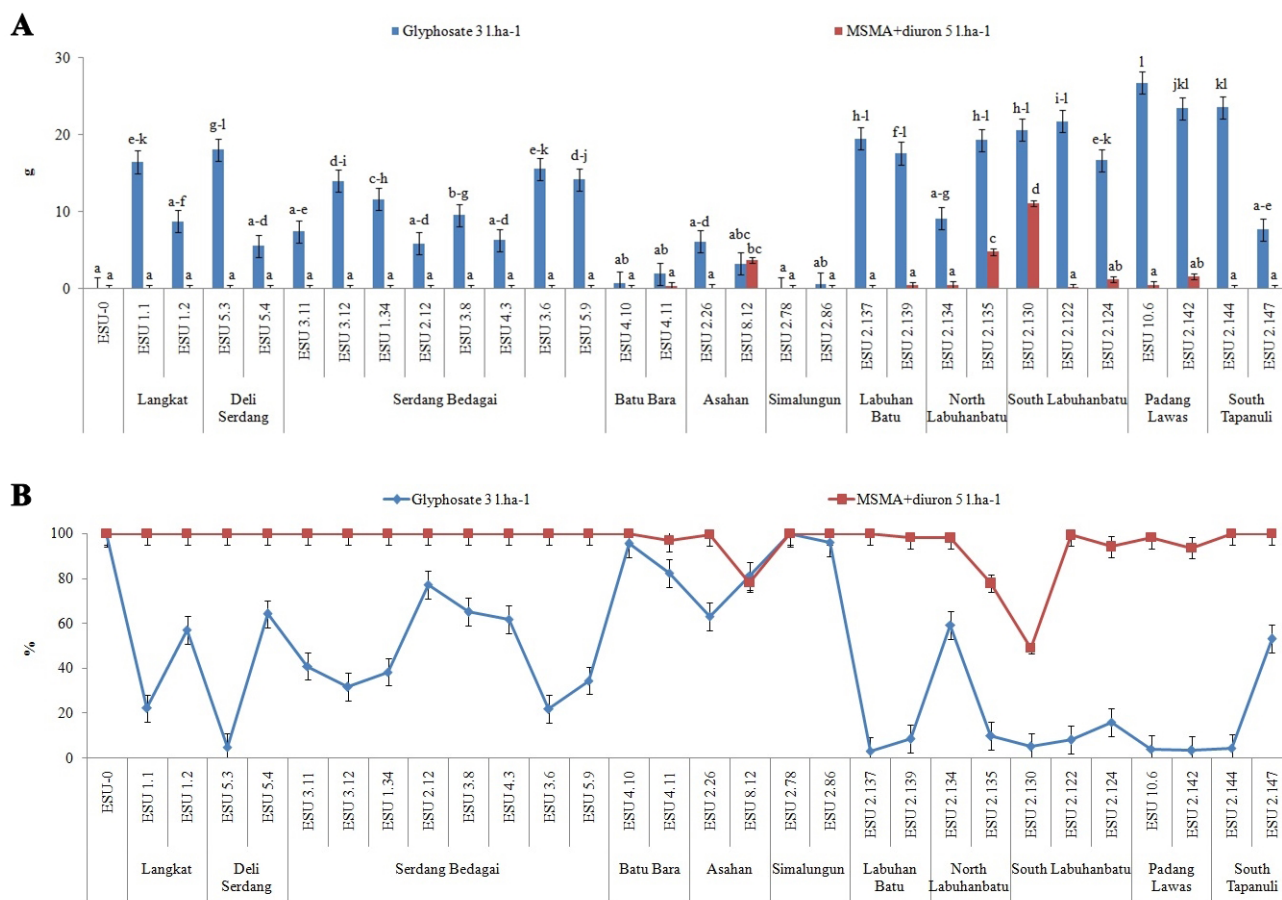 A
Glyphosate 3 l.ha-1 MSMA+diuron 5 l.ha-1
30
20
10
0
g
a a e-k a a-f a g-l a a-d a a-e a d-i a c-h a a-d a b-g a a-d a e-k a d-j a ab a ab a a-d a abc bc a a ab a h-l a f-l a a-g a h-l c h-l d i-l a e-k ab l a jkl ab kl a a-e a
ESU-0 ESU 1.1 ESU 1.2 ESU 5.3 ESU 5.4 ESU 3.11 ESU 3.12 ESU 1.34 ESU 2.12 ESU 3.8 ESU 4.3 ESU 3.6 ESU 5.9 ESU 4.10 ESU 4.11 ESU 2.26 ESU 8.12 ESU 2.78 ESU 2.86 ESU 2.137 ESU 2.139 ESU 2.134 ESU 2.135 ESU 2.130 ESU 2.122 ESU 2.124 ESU 10.6 ESU 2.142 ESU 2.144 ESU 2.147
Langkat Deli Serdang Serdang Bedagai Batu Bara Asahan Simalungun Labuhan Batu North Labuhanbatu South Labuhanbatu Padang Lawas South Tapanuli
B
Glyphosate 3 l.ha-1 MSMA+diuron 5 l.ha-1
100
80
60
40
20
0
%
ESU-0 ESU 1.1 ESU 1.2 ESU 5.3 ESU 5.4 ESU 3.11 ESU 3.12 ESU 1.34 ESU 2.12 ESU 3.8 ESU 4.3 ESU 3.6 ESU 5.9 ESU 4.10 ESU 4.11 ESU 2.26 ESU 8.12 ESU 2.78 ESU 2.86 ESU 2.137 ESU 2.139 ESU 2.134 ESU 2.135 ESU 2.130 ESU 2.122 ESU 2.124 ESU 10.6 ESU 2.142 ESU 2.144 ESU 2.147
Langkat Deli Serdang Serdang Bedagai Batu Bara Asahan Simalungun Labuhan Batu North Labuhanbatu South Labuhanbatu Padang Lawas South Tapanuli